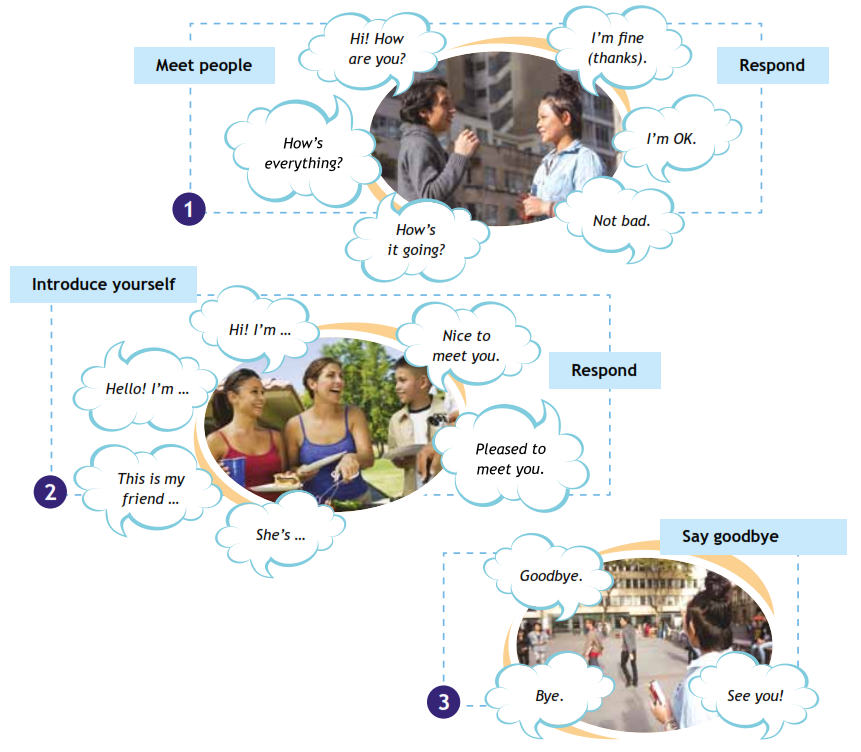 Meet people
Hi! How
are you?
How's
everything?
How's
it going?
Respond
I'm fine
(thanks).
I'm OK.
Not bad.
1
Introduce yourself
Hi! I'm …
Hello! I'm …
This is my
friend …
She's …
Respond
Nice to
meet you.
Pleased to
meet you.
2
Say goodbye
Goodbye.
Bye.
See you!
3